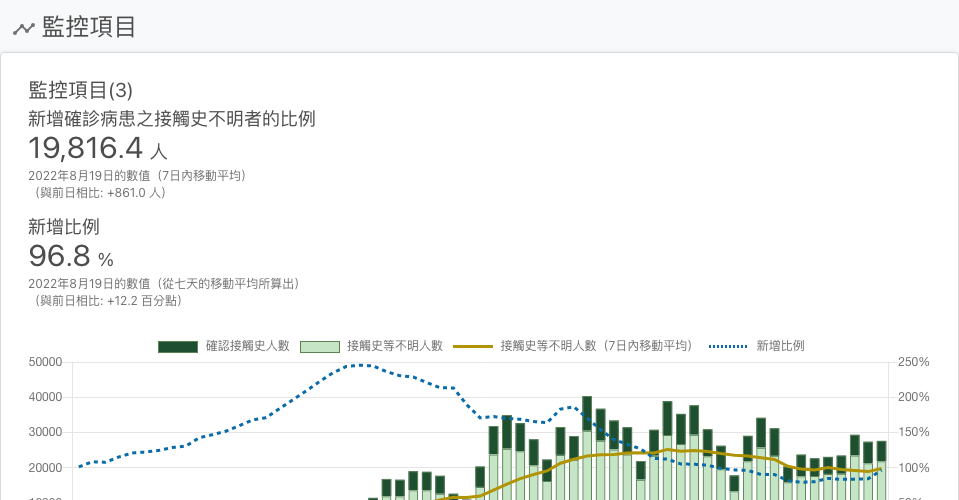 監控項目
監控項目(3)
新增確診病患之接觸史不明者的比例
19,816.4 人
2022年8月19日的數值（7日內移動平均）
（與前日相比: +861.0 人）
新增比例
96.8 %
2022年8月19日的數值（從七天的移動平均所算出）
（與前日相比: +12.2 百分點）
確認接觸史人數 接觸史等不明人數 接觸史等不明人數（7日內移動平均） 新增比例
50000 250%
40000 200%
30000 150%
20000 100%